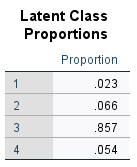 Latent Class
Proportions
Proportion
1 .023
2 .066
3 .857
4 .054